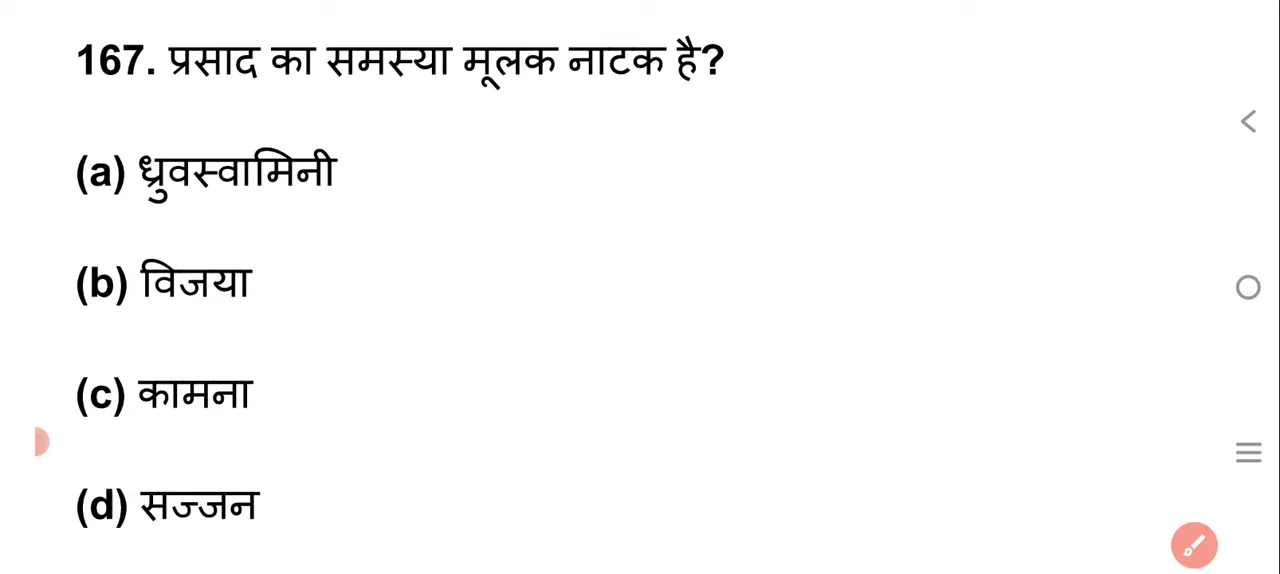 167. प्रसाद का समस्या मूलक नाटक है?
(a) ध्रुवस्वामिनी
(b) विजया
(c) कामना
(d) सज्जन